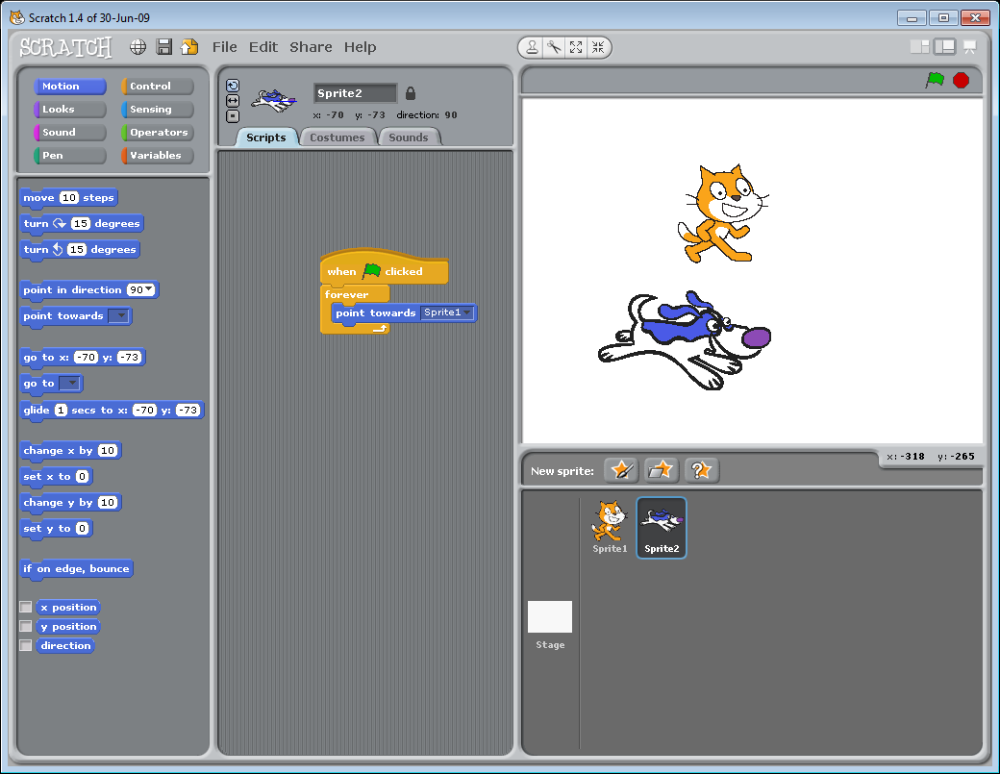 Scratch 1.4 of 30-Jun-09
SCRATCH File Edit Share Help
Motion Control
Looks Sensing
Sound Operators
Pen Variables
move 10 steps
turn 15 degrees
turn 15 degrees
point in direction 90
point towards
go to x: -70 y: -73
go to
glide 1 secs to x: -70 y: -73
change x by 10
set x to 0
change y by 10
set y to 0
if on edge, bounce
x position
y position
direction
Sprite2
x: -70 y: -73 direction: 90
Scripts Costumes Sounds
when clicked
forever
point towards Sprite1
x: -318 y: -265
New sprite:
Sprite1 Sprite2
Stage